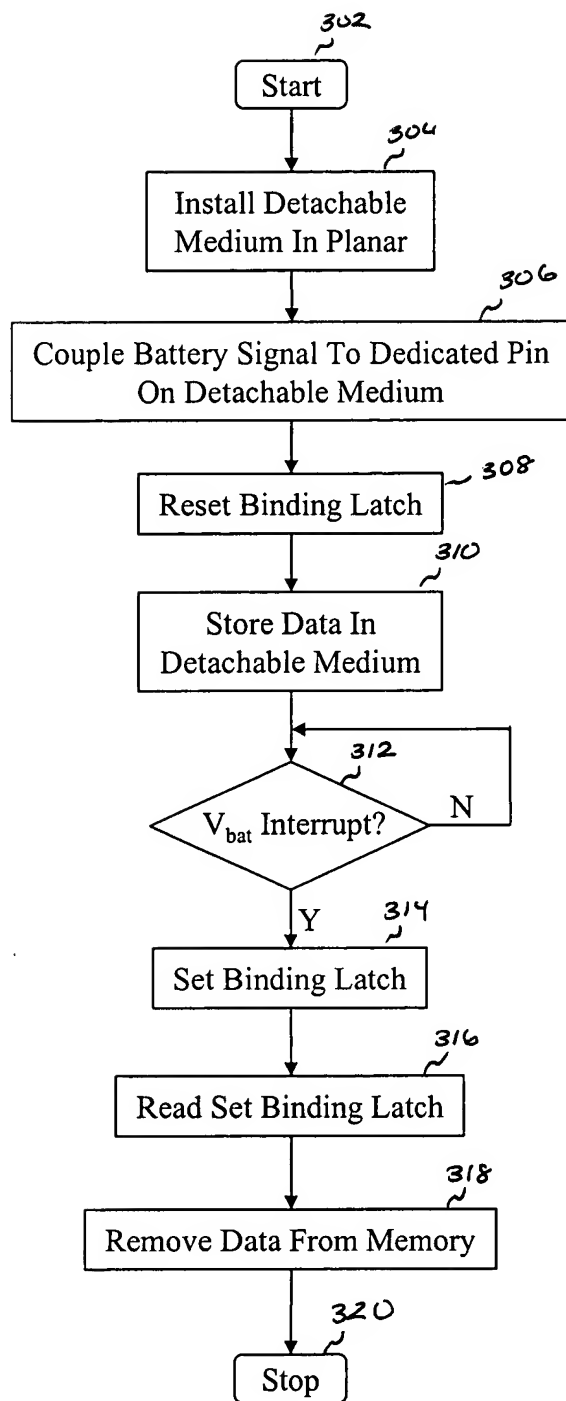 302
Start
304
Install Detachable
Medium In Planar
306
Couple Battery Signal To Dedicated Pin
On Detachable Medium
308
Reset Binding Latch
310
Store Data In
Detachable Medium
312
Vbat Interrupt?
N
Y
314
Set Binding Latch
316
Read Set Binding Latch
318
Remove Data From Memory
320
Stop